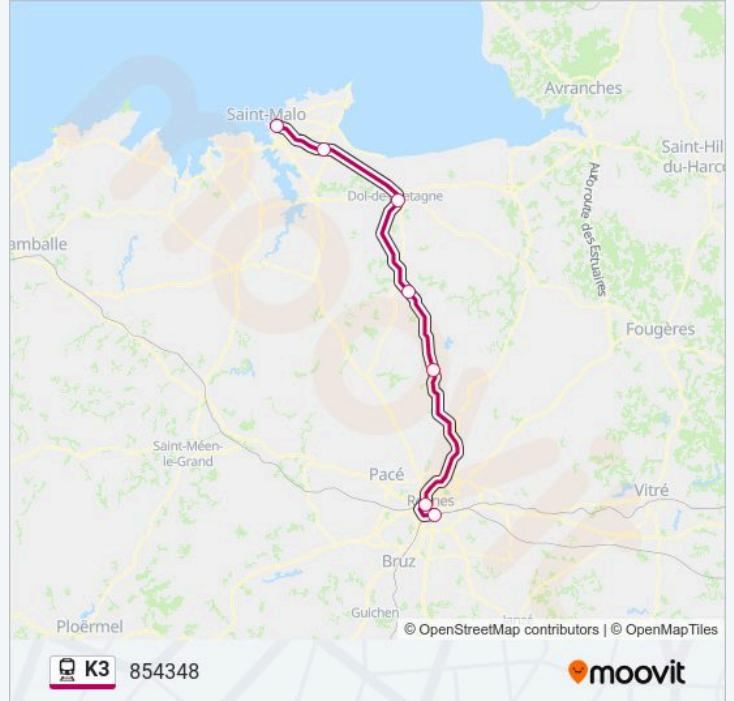 Avranches
Saint-Malo
Saint-Hil
du-Harco
Autoroute des Estuaires
Dol-de-Bretagne
amballe
Fougères
Saint-Méen-
le-Grand
Pacé
Rennes
Vitré
Bruz
Guichen
Ploërmel
© OpenStreetMap contributors | © OpenMapTiles
K3 854348
moovit